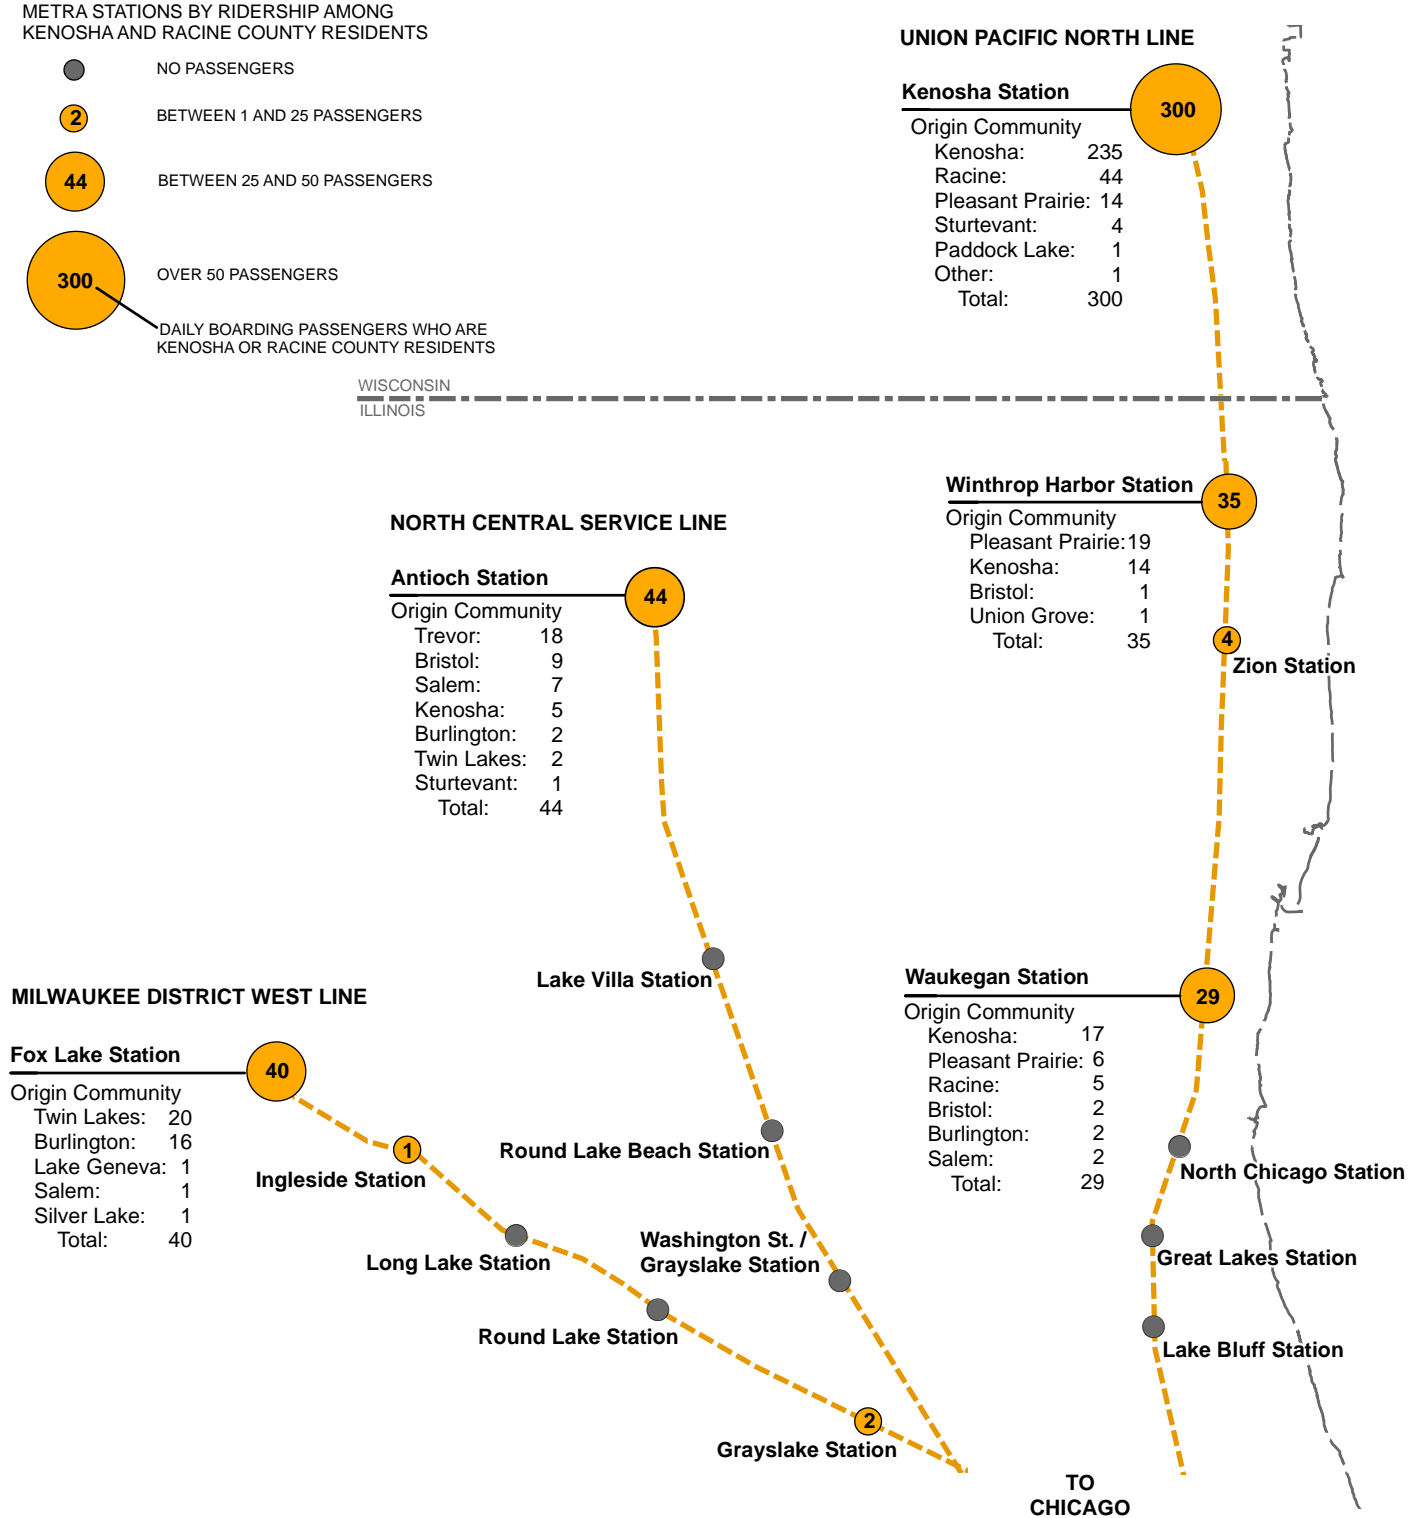 METRA STATIONS BY RIDERSHIP AMONG
KENOSHA AND RACINE COUNTY RESIDENTS
NO PASSENGERS
2 BETWEEN 1 AND 25 PASSENGERS
44 BETWEEN 25 AND 50 PASSENGERS
300 OVER 50 PASSENGERS
DAILY BOARDING PASSENGERS WHO ARE
KENOSHA OR RACINE COUNTY RESIDENTS
UNION PACIFIC NORTH LINE
Kenosha Station
300
Origin Community
Kenosha: 235
Racine: 44
Pleasant Prairie: 14
Sturtevant: 4
Paddock Lake: 1
Other: 1
Total: 300
WISCONSIN
ILLINOIS
Winthrop Harbor Station
35
Origin Community
Pleasant Prairie: 19
Kenosha: 14
Bristol: 1
Union Grove: 1
Total: 35
4
Zion Station
NORTH CENTRAL SERVICE LINE
Antioch Station
44
Origin Community
Trevor: 18
Bristol: 9
Salem: 7
Kenosha: 5
Burlington: 2
Twin Lakes: 2
Sturtevant: 1
Total: 44
Lake Villa Station
Round Lake Beach Station
Washington St. /
Grayslake Station
Waukegan Station
29
Origin Community
Kenosha: 17
Pleasant Prairie: 6
Racine: 5
Bristol: 2
Burlington: 2
Salem: 2
Total: 29
North Chicago Station
Great Lakes Station
Lake Bluff Station
MILWAUKEE DISTRICT WEST LINE
Fox Lake Station
40
Origin Community
Twin Lakes: 20
Burlington: 16
Lake Geneva: 1
Salem: 1
Silver Lake: 1
Total: 40
1
Ingleside Station
Long Lake Station
Round Lake Station
2
Grayslake Station
TO
CHICAGO